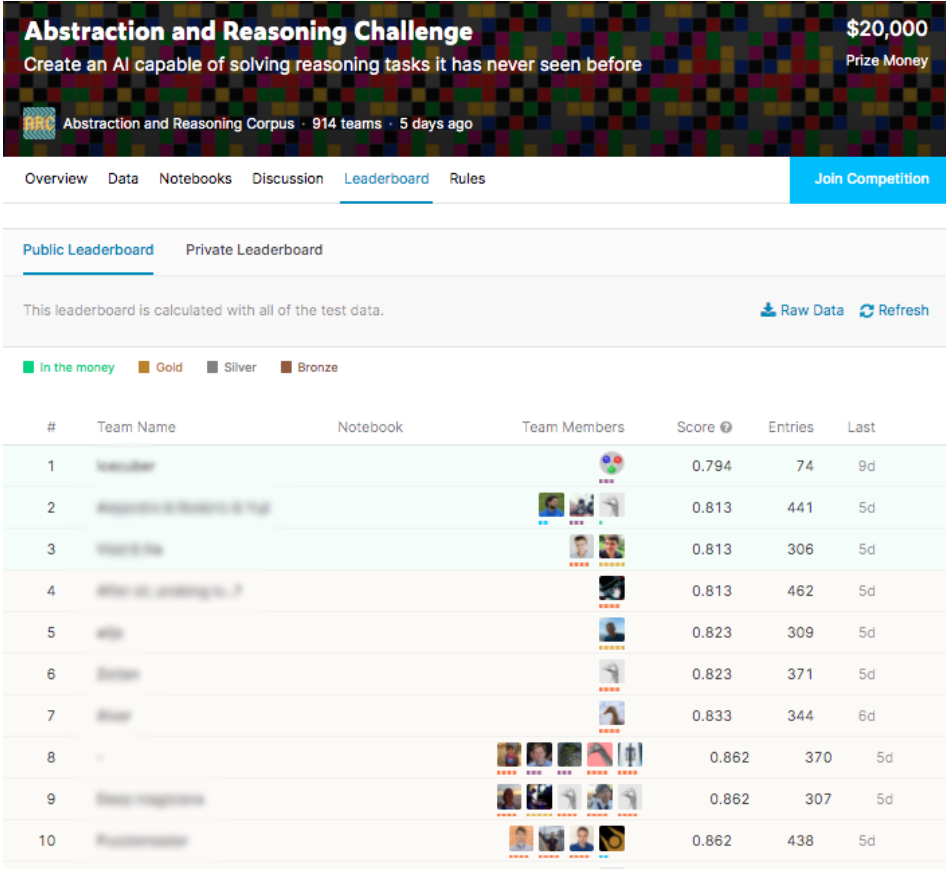 Abstraction and Reasoning Challenge
$20,000
Create an AI capable of solving reasoning tasks it has never seen before
Prize Money
ARC Abstraction and Reasoning Corpus · 914 teams · 5 days ago
Overview Data Notebooks Discussion Leaderboard Rules Join Competition
Public Leaderboard Private Leaderboard
This leaderboard is calculated with all of the test data. Raw Data Refresh
In the money Gold Silver Bronze
# Team Name Notebook Team Members Score Entries Last
1 0.794 74 9d
2 0.813 441 5d
3 0.813 306 5d
4 0.813 462 5d
5 0.823 309 5d
6 0.823 371 5d
7 0.833 344 6d
8 - 0.862 370 5d
9 0.862 307 5d
10 0.862 438 5d